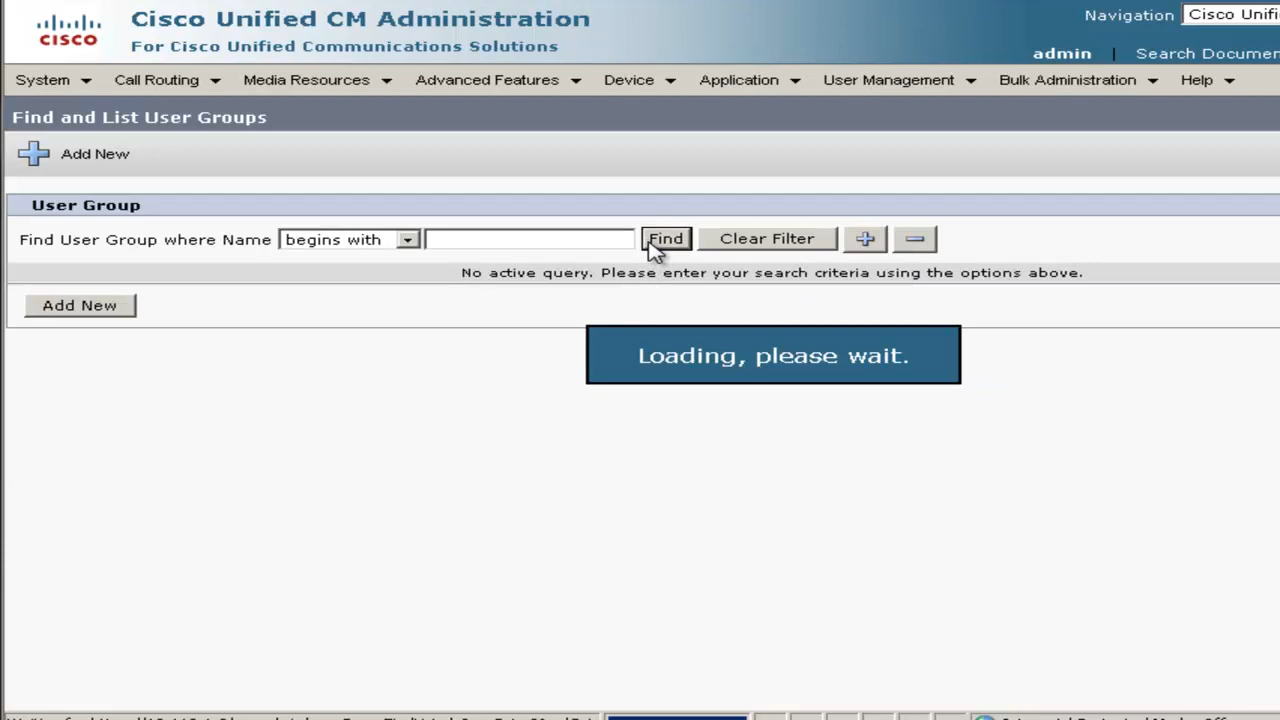 Cisco Unified CM Administration
Navigation Cisco Unifi
CISCO
For Cisco Unified Communications Solutions
admin | Search Documen
System Call Routing Media Resources Advanced Features Device Application User Management Bulk Administration Help
Find and List User Groups
Add New
User Group
Find User Group where Name begins with Find Clear Filter
No active query. Please enter your search criteria using the options above.
Add New
Loading, please wait.